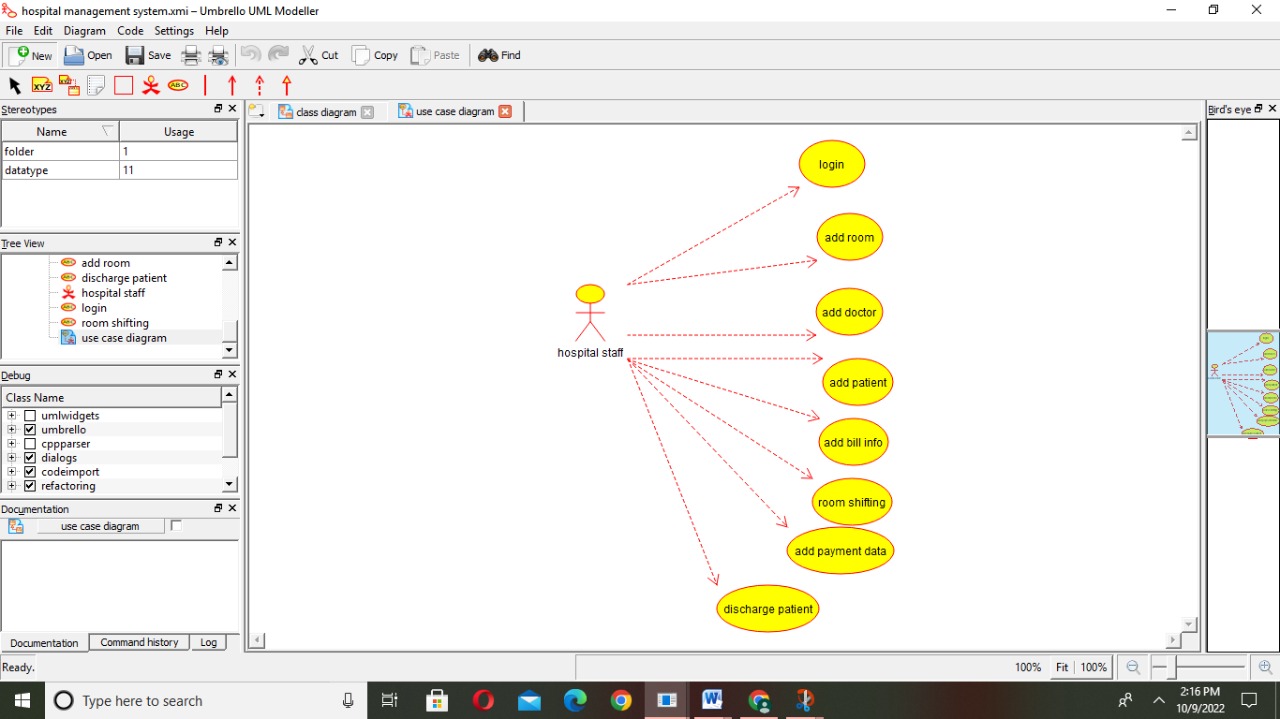 hospital management system.xmi – Umbrello UML Modeller
File Edit Diagram Code Settings Help
New Open Save Cut Copy Paste Find
XYZ XYZ ABC
Stereotypes
Name Usage
folder 1
datatype 11
Tree View
add room
discharge patient
hospital staff
login
room shifting
use case diagram
Debug
Class Name
umlwidgets
umbrello
cppparser
dialogs
codeimport
refactoring
Documentation
use case diagram
Documentation Command history Log
class diagram use case diagram
login
add room
add doctor
hospital staff
add patient
add bill info
room shifting
add payment data
discharge patient
Bird's eye
Ready.
100% Fit 100%
Type here to search
2:16 PM
10/9/2022